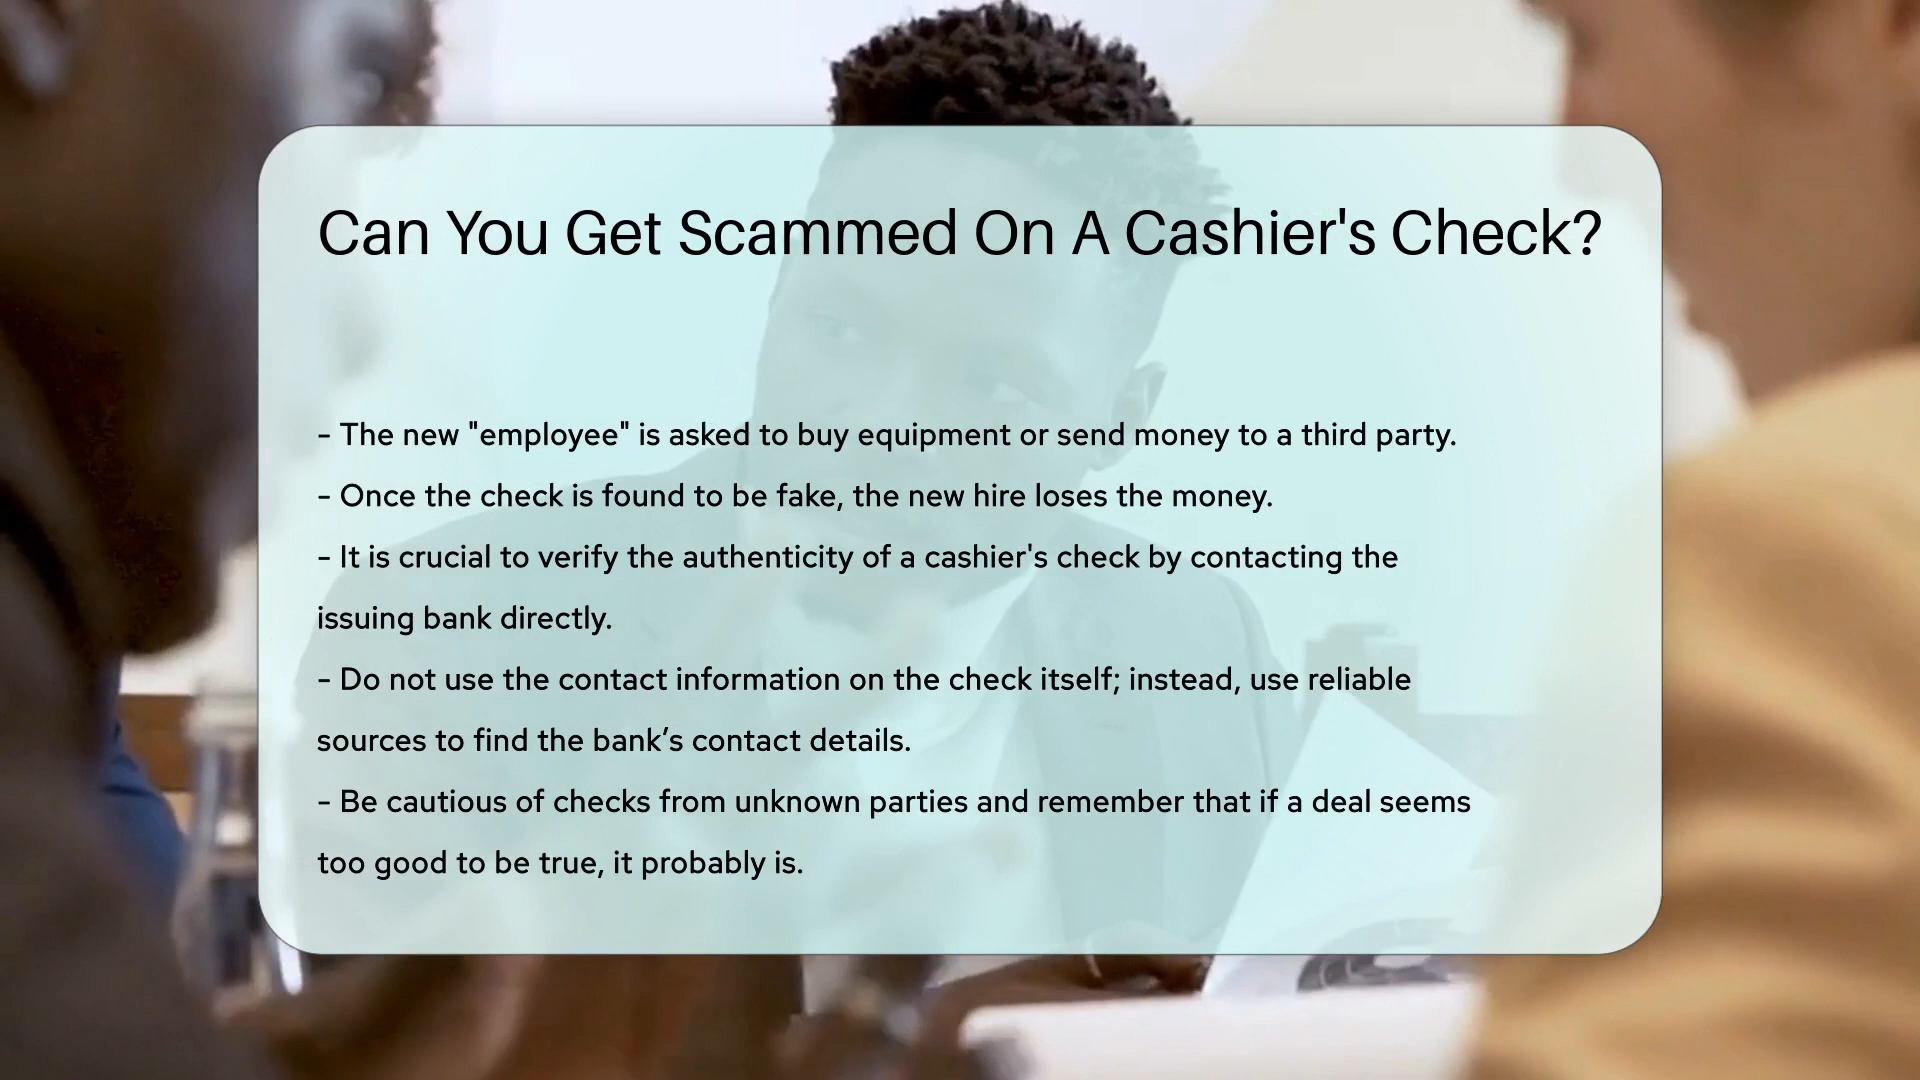 Can You Get Scammed On A Cashier's Check?
- The new "employee" is asked to buy equipment or send money to a third party.
- Once the check is found to be fake, the new hire loses the money.
- It is crucial to verify the authenticity of a cashier's check by contacting the
issuing bank directly.
- Do not use the contact information on the check itself; instead, use reliable
sources to find the bank’s contact details.
- Be cautious of checks from unknown parties and remember that if a deal seems
too good to be true, it probably is.